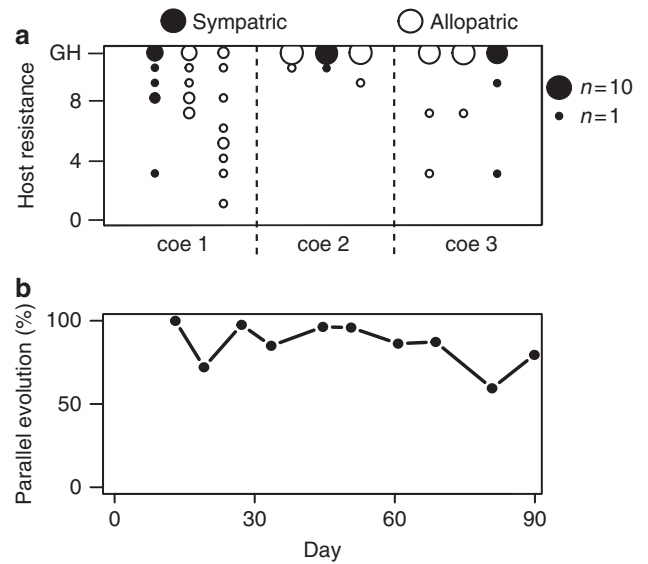 Sympatric Allopatric
a
GH
8
4
0
Host resistance
n=10
n=1
coe 1 coe 2 coe 3
b
100
50
0
Parallel evolution (%)
0 30 60 90
Day